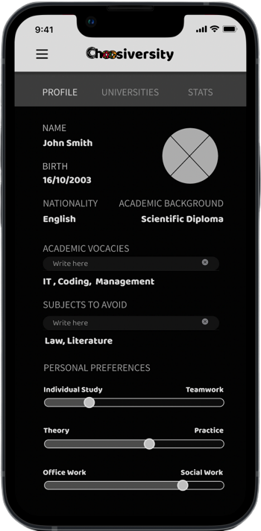 9:41
Choosiversity
PROFILE UNIVERSITIES STATS
NAME
John Smith
BIRTH
16/10/2003
NATIONALITY ACADEMIC BACKGROUND
English Scientific Diploma
ACADEMIC VOCACIES
Write here
IT , Coding, Management
SUBJECTS TO AVOID
Write here
Law, Literature
PERSONAL PREFERENCES
Individual Study Teamwork
Theory Practice
Office Work Social Work